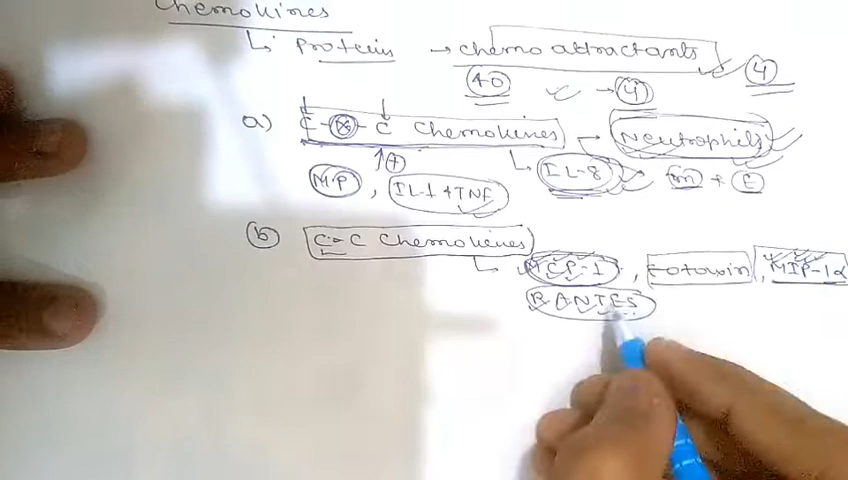 Chemokines
↳ Proteins → chemo attractants 4
40 → 4
a) C-X-C Chemokines → Neutrophils
↑+ ↳ IL-8 m + E
M.P, IL-1 + TNF
b) C-C Chemokines
↳ MCP-1, Eotaxin, MIP-1α
RANTES